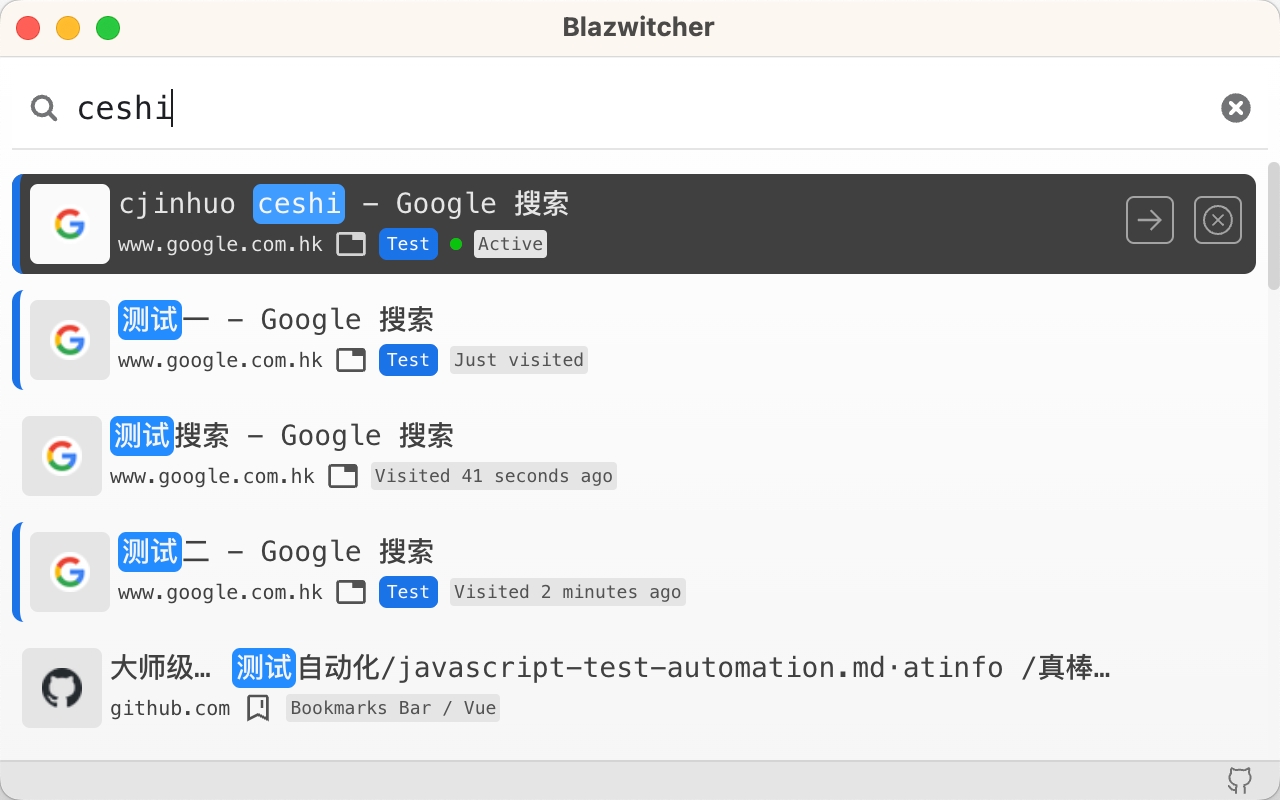 Blazwitcher
ceshi
cjinhuo ceshi - Google 搜索
www.google.com.hk Test Active
测试一 - Google 搜索
www.google.com.hk Test Just visited
测试搜索 - Google 搜索
www.google.com.hk Visited 41 seconds ago
测试二 - Google 搜索
www.google.com.hk Test Visited 2 minutes ago
大师级… 测试自动化/javascript-test-automation.md·atinfo /真棒…
github.com Bookmarks Bar / Vue